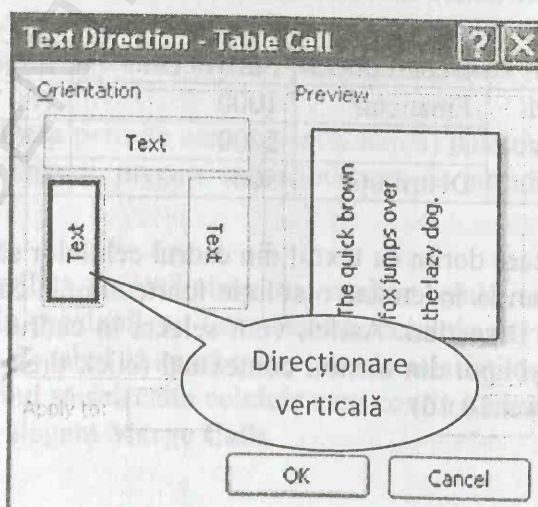 Text Direction - Table Cell
Orientation
Preview
Text
Text
Text
The quick brown
fox jumps over
the lazy dog.
Direcționare
verticală
Apply to:
OK
Cancel